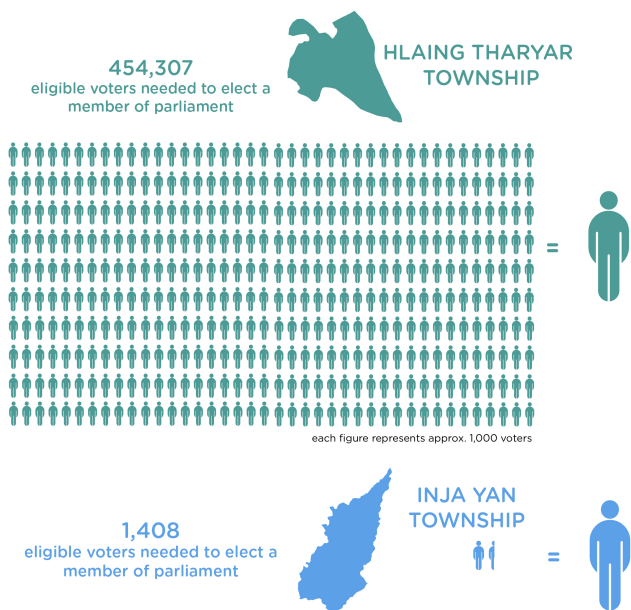 454,307
eligible voters needed to elect a
member of parliament
HLAING THARYAR
TOWNSHIP
=
each figure represents approx. 1,000 voters
1,408
eligible voters needed to elect a
member of parliament
INJA YAN
TOWNSHIP
=